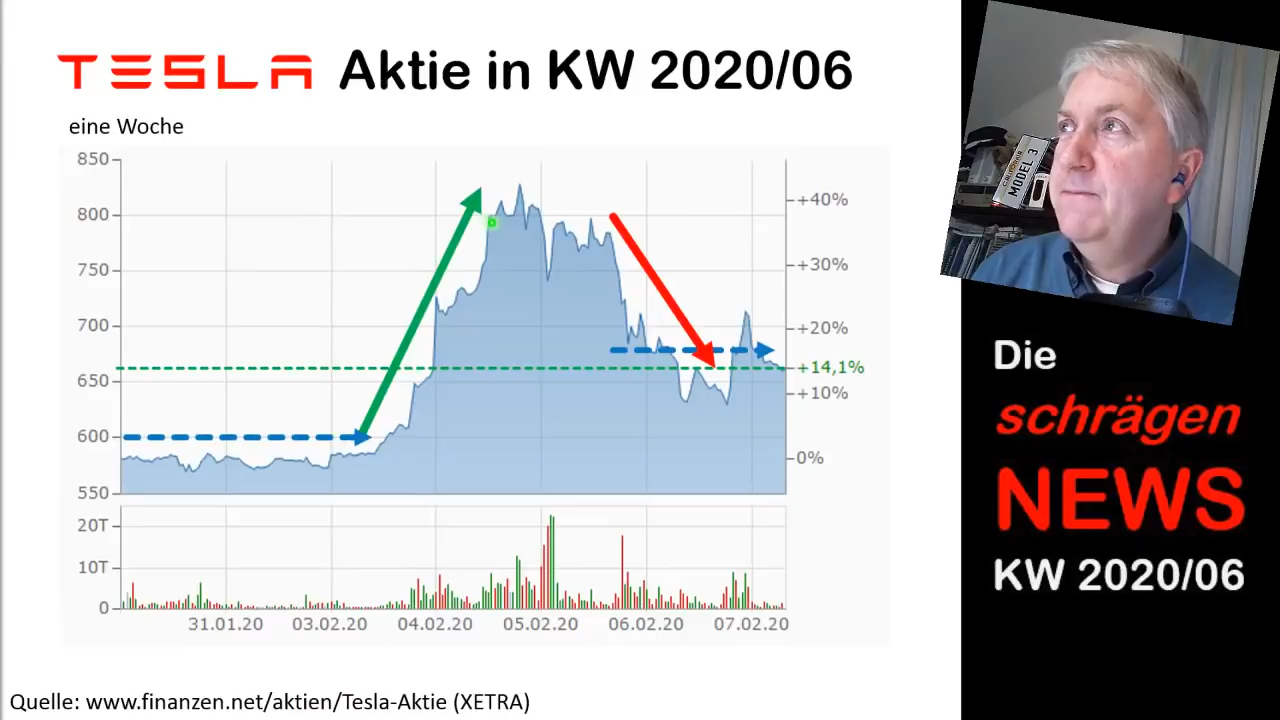 TESLA Aktie in KW 2020/06
eine Woche
850
800
750
700
650
600
550
+40%
+30%
+20%
+14,1%
+10%
0%
20T
10T
0
31.01.20 03.02.20 04.02.20 05.02.20 06.02.20 07.02.20
Quelle: www.finanzen.net/aktien/Tesla-Aktie (XETRA)
MODEL 3
Die
schrägen
NEWS
KW 2020/06